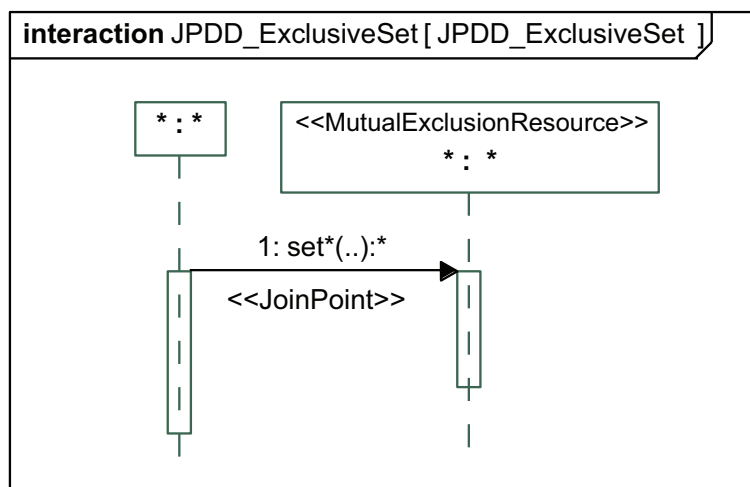 interaction JPDD_ExclusiveSet [ JPDD_ExclusiveSet ]
* : *
<<MutualExclusionResource>>
* : *
1: set*(..):*
<<JoinPoint>>